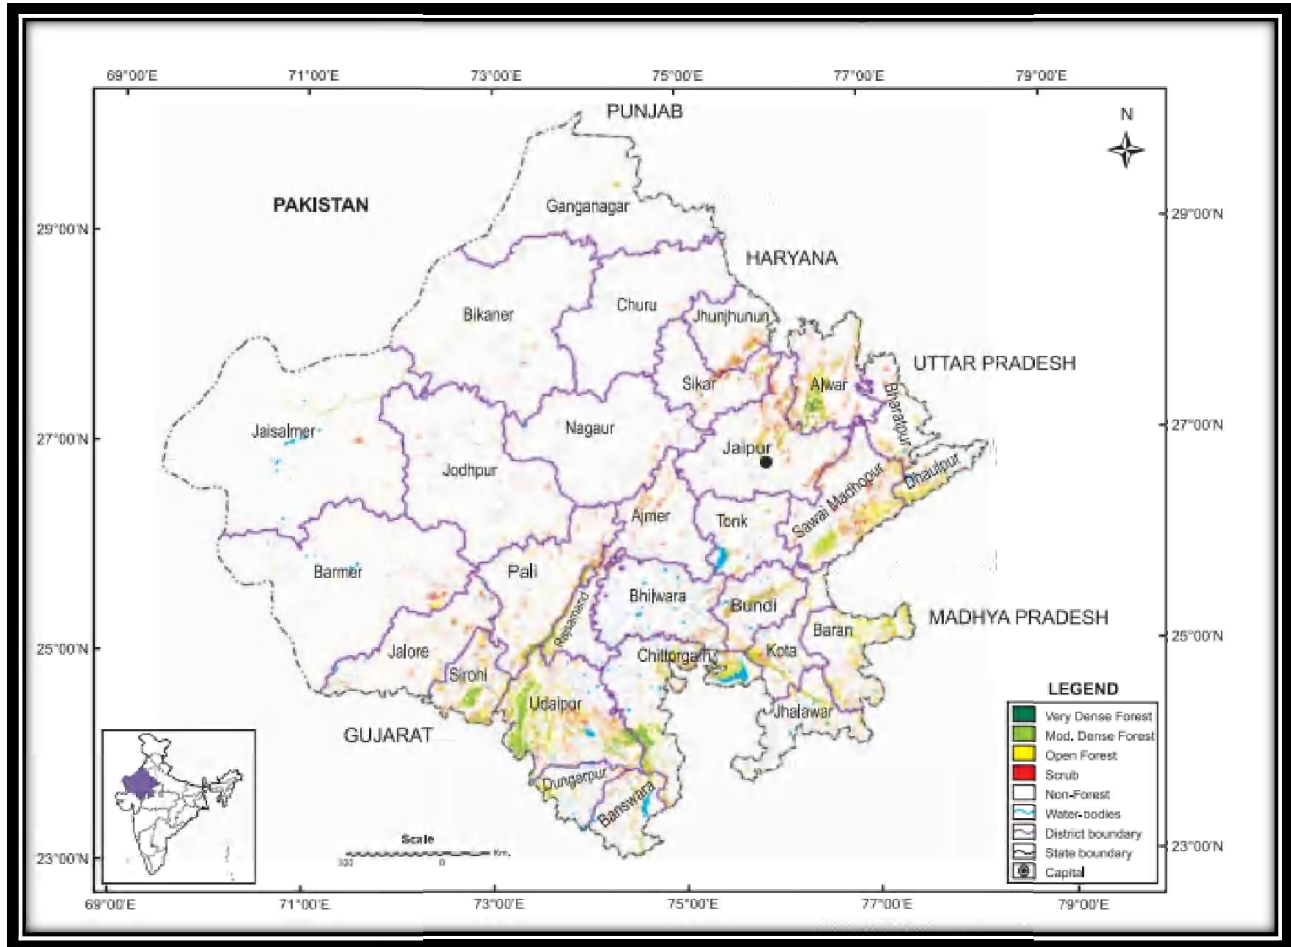 69°00'E 71°00'E 73°00'E 75°00'E 77°00'E 79°00'E
PUNJAB
N
PAKISTAN
Ganganagar
29°00'N
29°00'N
HARYANA
Churu
Bikaner
Jhunjhunun
UTTAR PRADESH
Sikar
Alwar
Bharatpur
Jaisalmer
Nagaur
27°00'N
27°00'N
Jaipur
Jodhpur
Dhaulpur
Sawai Madhopur
Ajmer
Tonk
Barmer
Pali
Bhilwara
Bundi
Rajsamand
MADHYA PRADESH
Baran
25°00'N
25°00'N
Jalore
Chittorgarh
Kota
Sirohi
Udaipur
Jhalawar
GUJARAT
Dungarpur
Banswara
LEGEND
Very Dense Forest
Mod. Dense Forest
Open Forest
Scrub
Non-Forest
Water-bodies
District boundary
State boundary
Capital
Scale
0 Km.
23°00'N
23°00'N
69°00'E 71°00'E 73°00'E 75°00'E 77°00'E 79°00'E